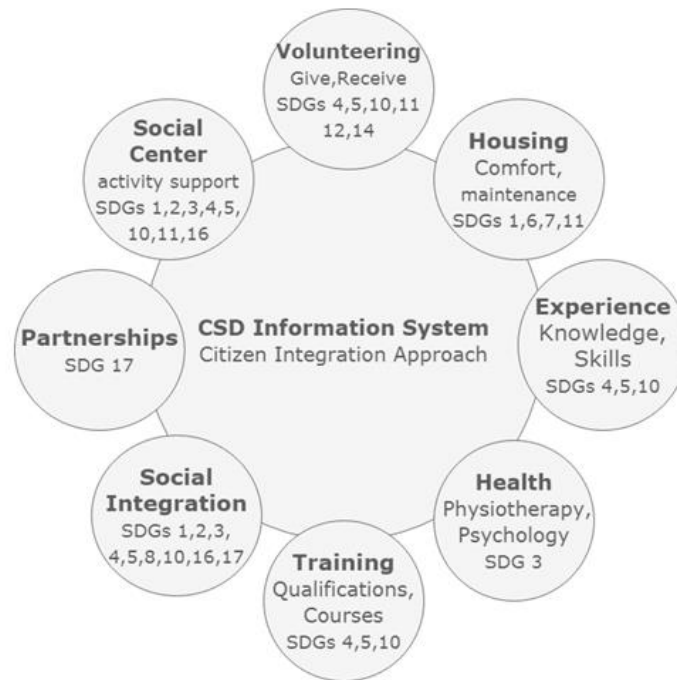 Volunteering
Give,Receive
SDGs 4,5,10,11
12,14
Social
Center
activity support
SDGs 1,2,3,4,5,
10,11,16
Housing
Comfort,
maintenance
SDGs 1,6,7,11
Partnerships
SDG 17
CSD Information System
Citizen Integration Approach
Experience
Knowledge,
Skills
SDGs 4,5,10
Social
Integration
SDGs 1,2,3,
4,5,8,10,16,17
Health
Physiotherapy,
Psychology
SDG 3
Training
Qualifications,
Courses
SDGs 4,5,10